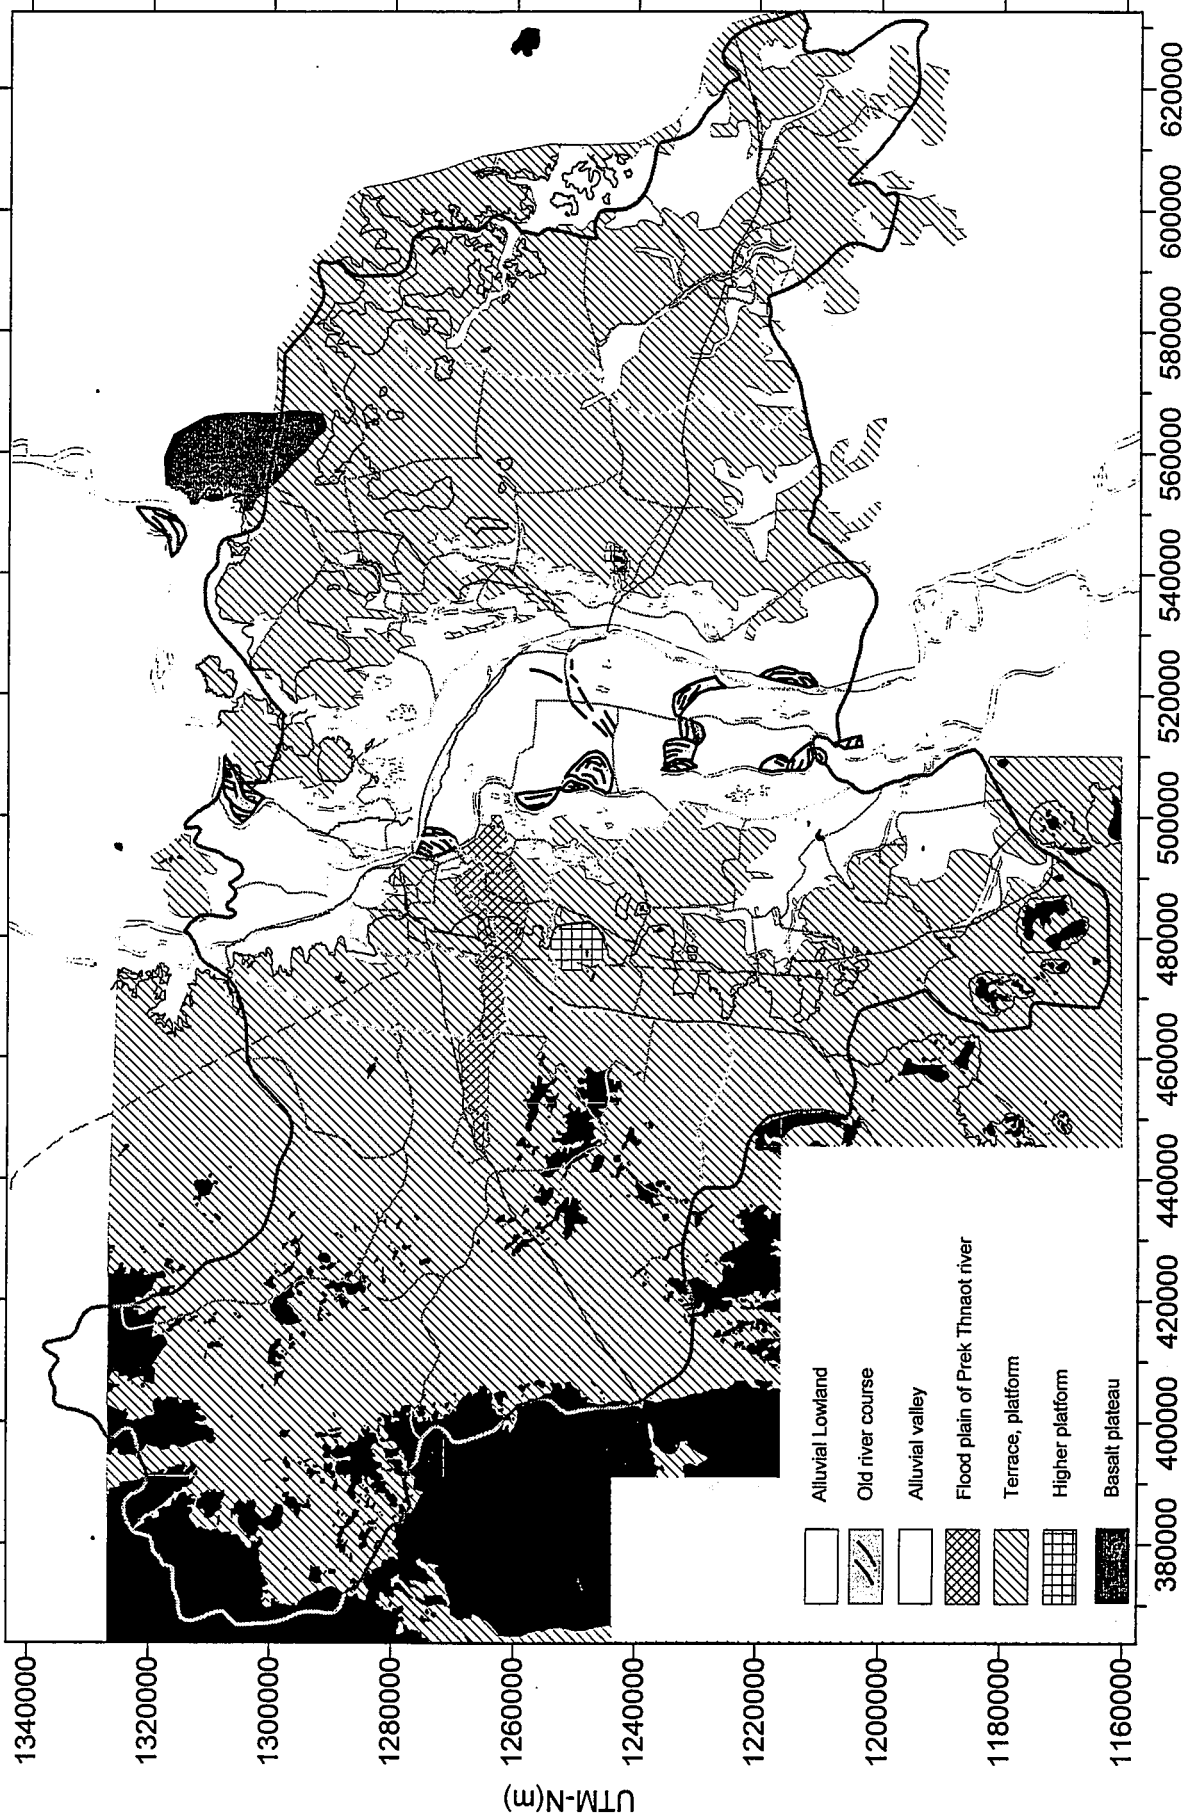 UTM-N(m)
1340000
1320000
1300000
1280000
1260000
1240000
1220000
1200000
1180000
1160000
380000
400000
420000
440000
460000
480000
500000
520000
540000
560000
580000
600000
620000
Alluvial Lowland
Old river course
Alluvial valley
Flood plain of Prek Thnaot river
Terrace, platform
Higher platform
Basalt plateau